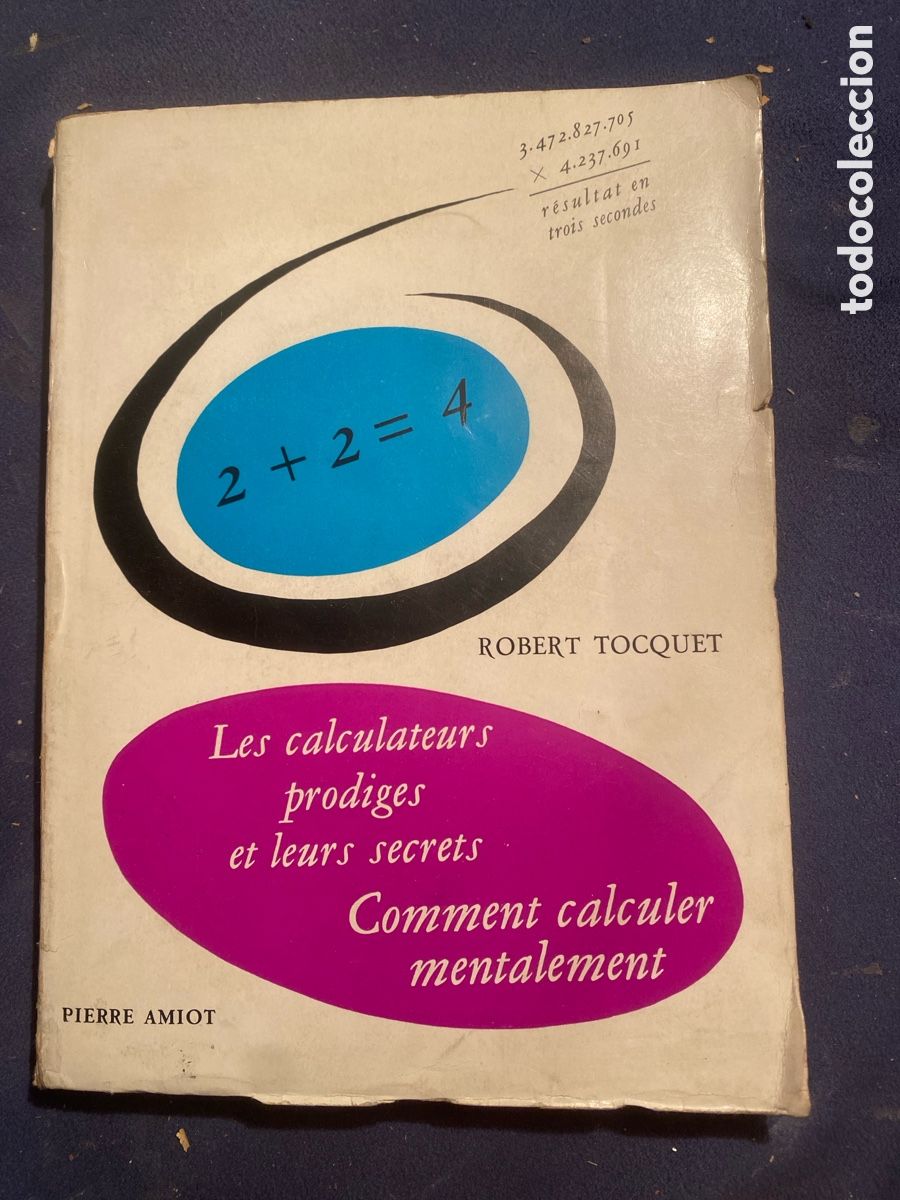 3.472.827.705
× 4.237.691
résultat en
trois secondes
2 + 2 = 4
ROBERT TOCQUET
Les calculateurs
prodiges
et leurs secrets
Comment calculer
mentalement
PIERRE AMIOT
todocoleccion